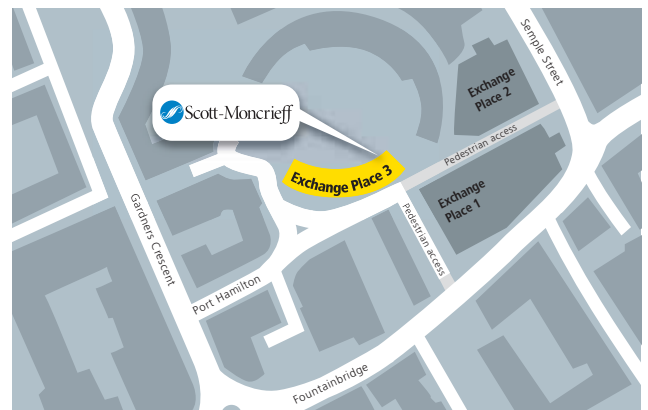 Semple Street
Exchange
Place 2
Scott-Moncrieff
Pedestrian access
Exchange Place 3
Exchange
Place 1
Gardners Crescent
Pedestrian access
Port Hamilton
Fountainbridge